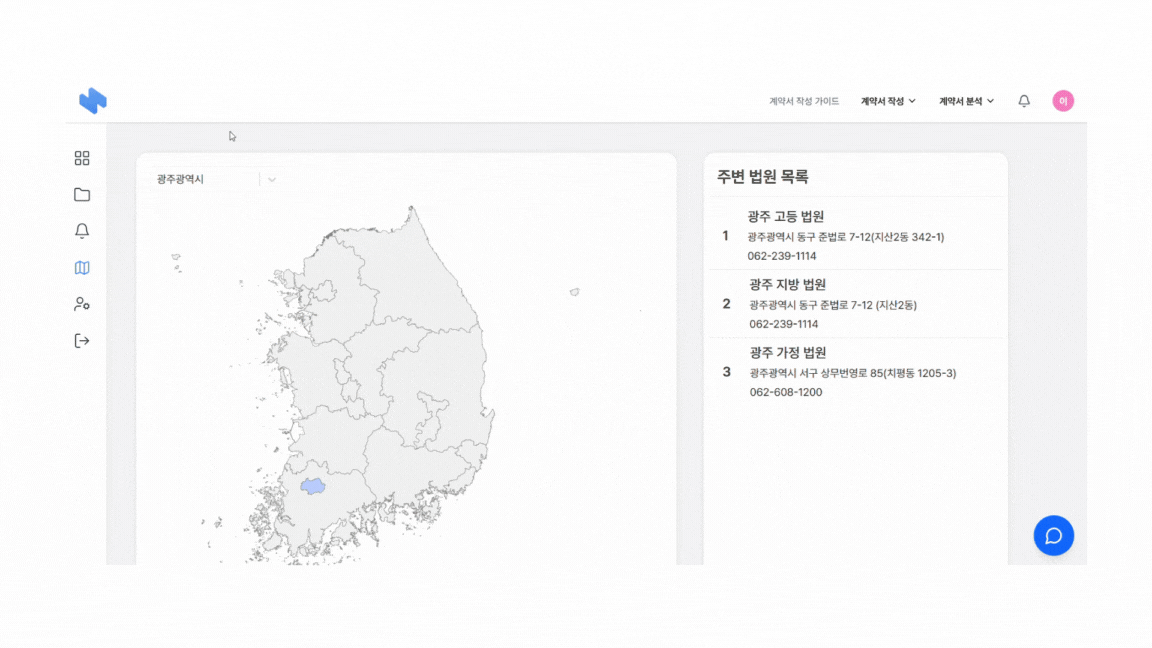 계약서 작성 가이드
계약서 작성
계약서 분석
이
광주광역시
주변 법원 목록
1
광주 고등 법원
광주광역시 동구 준법로 7-12(지산2동 342-1)
062-239-1114
2
광주 지방 법원
광주광역시 동구 준법로 7-12 (지산2동)
062-239-1114
3
광주 가정 법원
광주광역시 서구 상무번영로 85(치평동 1205-3)
062-608-1200